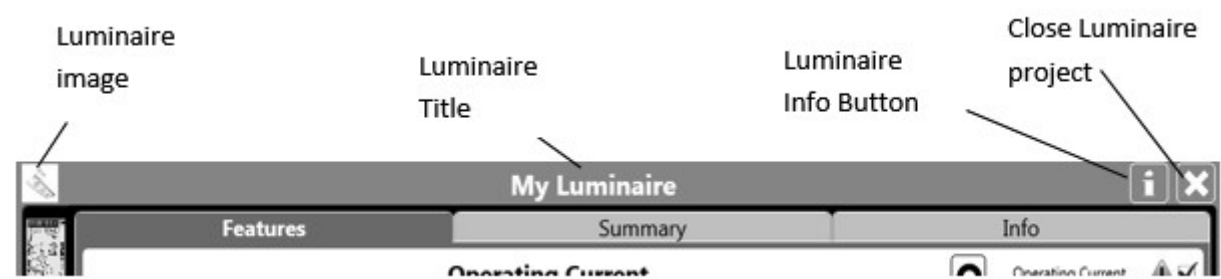 Luminaire
image
Luminaire
Title
Luminaire
Info Button
Close Luminaire
project
My Luminaire
i
Features Summary Info
Operating Current Operating Current